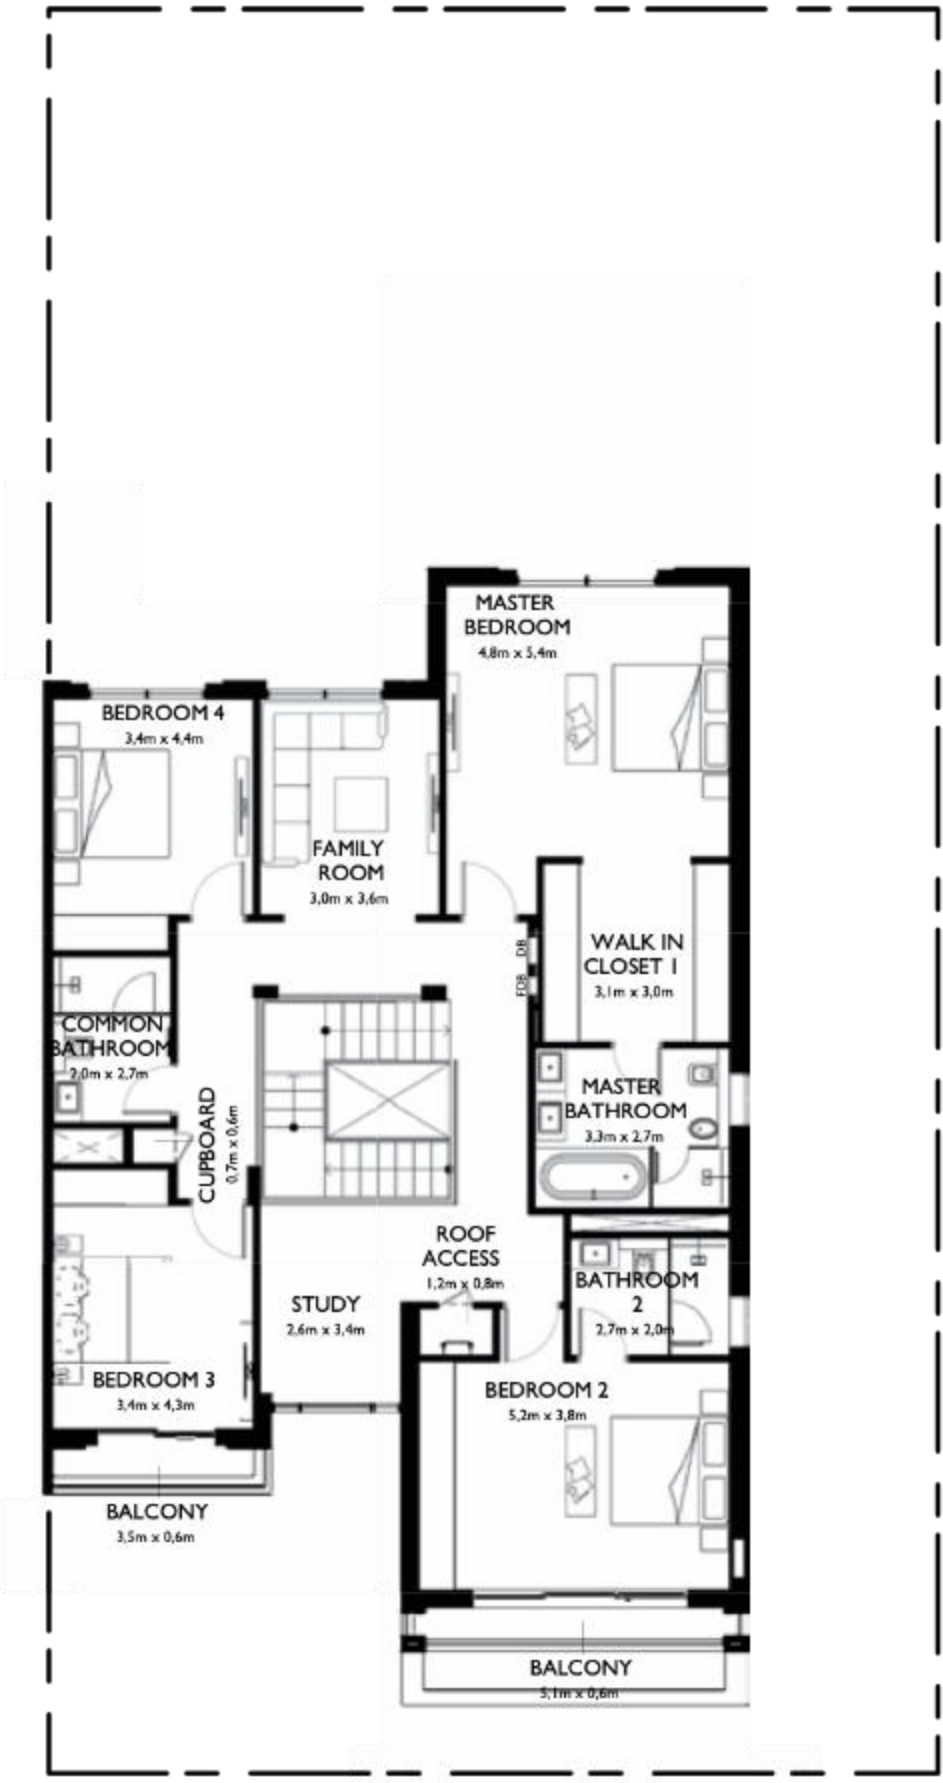 MASTER
BEDROOM
4,8m x 5,4m
BEDROOM 4
3,4m x 4,4m
FAMILY
ROOM
3,0m x 3,6m
DB
FDB
WALK IN
CLOSET 1
3,1m x 3,0m
COMMON
BATHROOM
2,0m x 2,7m
CUPBOARD
0,7m x 0,6m
MASTER
BATHROOM
3,3m x 2,7m
ROOF
ACCESS
1,2m x 0,8m
BATHROOM
2
2,7m x 2,0m
STUDY
2,6m x 3,4m
BEDROOM 3
3,4m x 4,3m
BEDROOM 2
5,2m x 3,8m
BALCONY
3,5m x 0,6m
BALCONY
5,1m x 0,6m